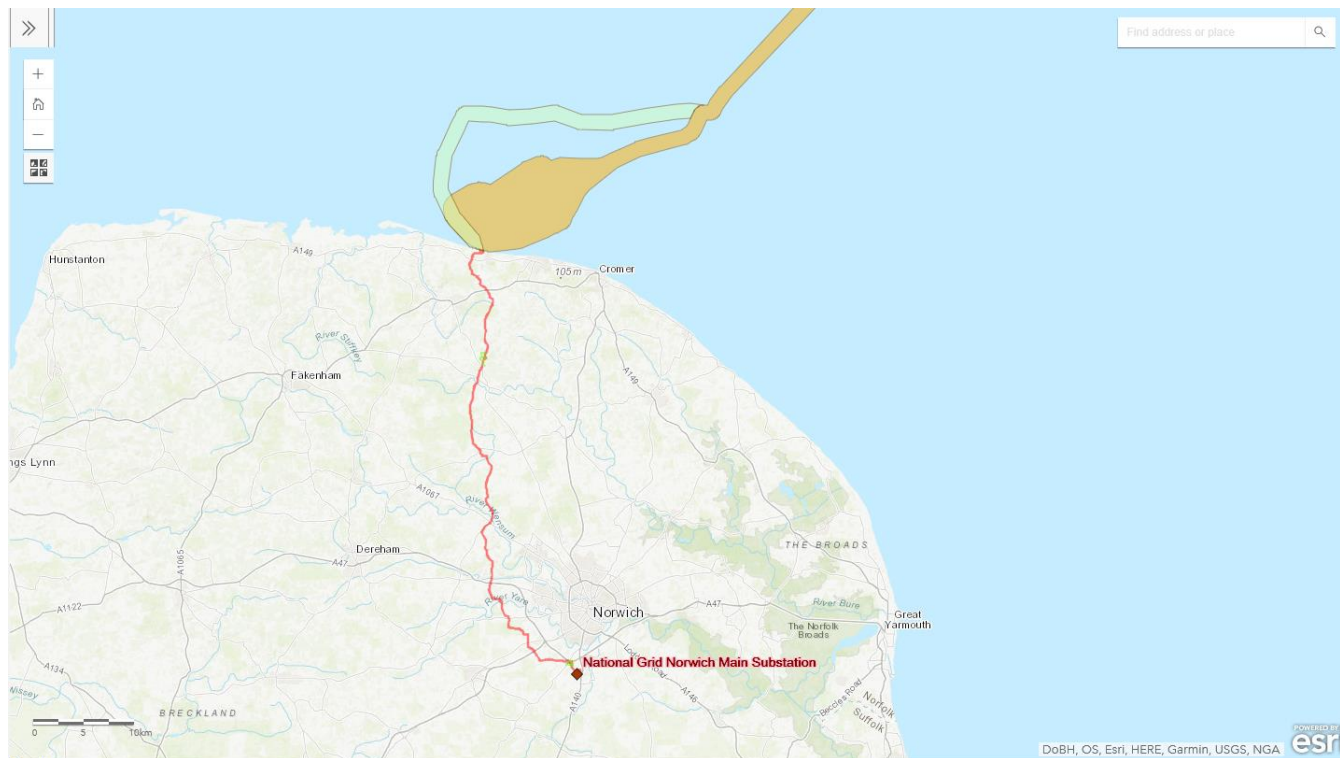 Find address or place
Hunstanton
A149
105 m
Cromer
River Stiffkey
Fakenham
A149
ngs Lynn
A1067
River Wensum
Dereham
A47
THE BROADS
A1065
A1122
River Yare
Norwich
A47
River Bure
Great
Yarmouth
The Norfolk
Broads
National Grid Norwich Main Substation
Road
A134
A146
A140
Beccles Road
Norfolk
Suffolk
Wissey
BRECKLAND
0 5 10km
DoBH, OS, Esri, HERE, Garmin, USGS, NGA
POWERED BY
esri